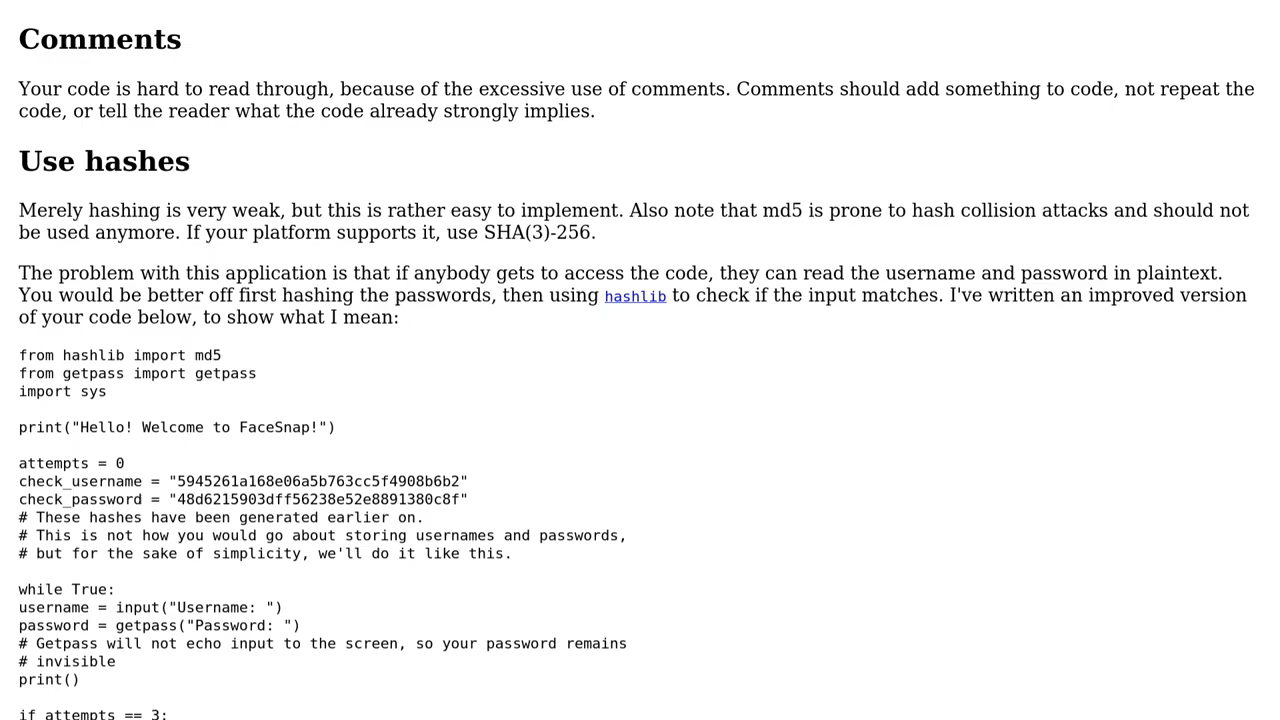 Comments
Your code is hard to read through, because of the excessive use of comments. Comments should add something to code, not repeat the
code, or tell the reader what the code already strongly implies.
Use hashes
Merely hashing is very weak, but this is rather easy to implement. Also note that md5 is prone to hash collision attacks and should not
be used anymore. If your platform supports it, use SHA(3)-256.
The problem with this application is that if anybody gets to access the code, they can read the username and password in plaintext.
You would be better off first hashing the passwords, then using hashlib to check if the input matches. I've written an improved version
of your code below, to show what I mean:
from hashlib import md5
from getpass import getpass
import sys
print("Hello! Welcome to FaceSnap!")
attempts = 0
check_username = "5945261a168e06a5b763cc5f4908b6b2"
check_password = "48d6215903dff56238e52e8891380c8f"
# These hashes have been generated earlier on.
# This is not how you would go about storing usernames and passwords,
# but for the sake of simplicity, we'll do it like this.
while True:
username = input("Username: ")
password = getpass("Password: ")
# Getpass will not echo input to the screen, so your password remains
# invisible
print()
if attempts == 3: